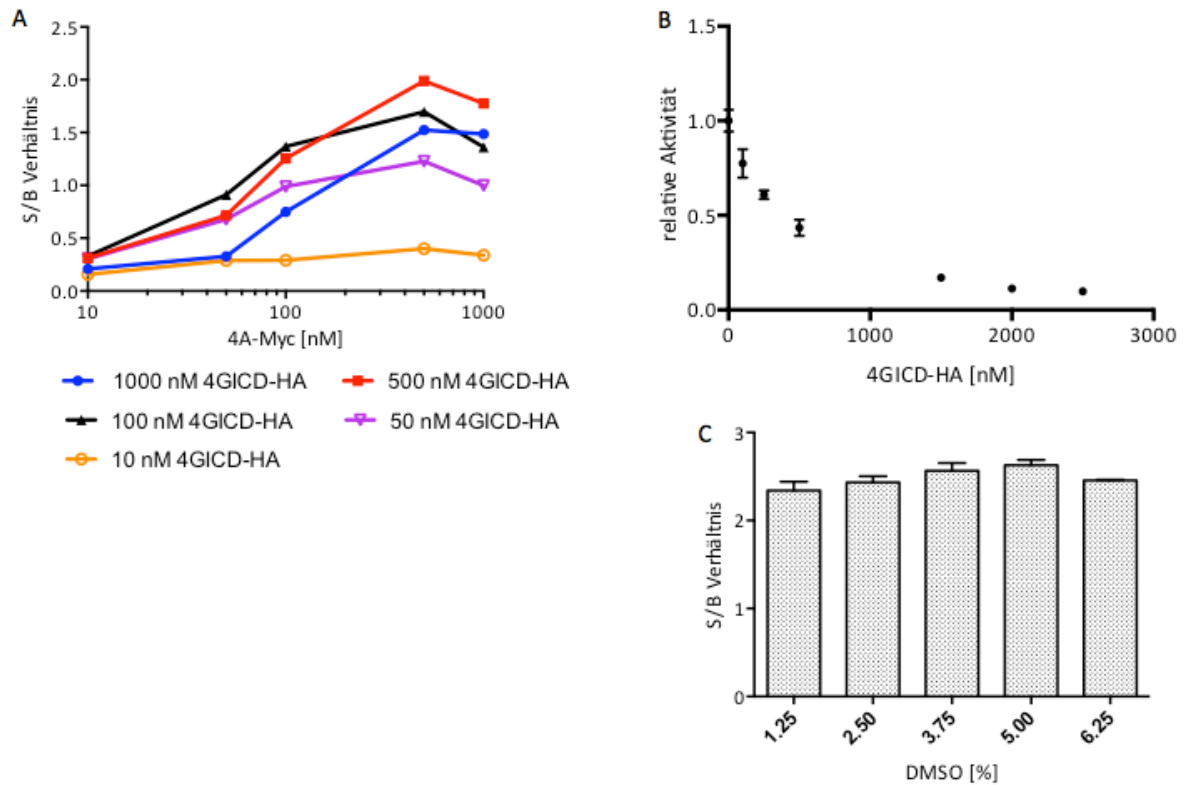 A
S/B Verhältnis
2.5
2.0
1.5
1.0
0.5
0.0
10 100 1000
4A-Myc [nM]
1000 nM 4GICD-HA 500 nM 4GICD-HA
100 nM 4GICD-HA 50 nM 4GICD-HA
10 nM 4GICD-HA
B
relative Aktivität
1.5
1.0
0.5
0.0
0 1000 2000 3000
4GICD-HA [nM]
C
S/B Verhältnis
3
2
1
0
1.25 2.50 3.75 5.00 6.25
DMSO [%]